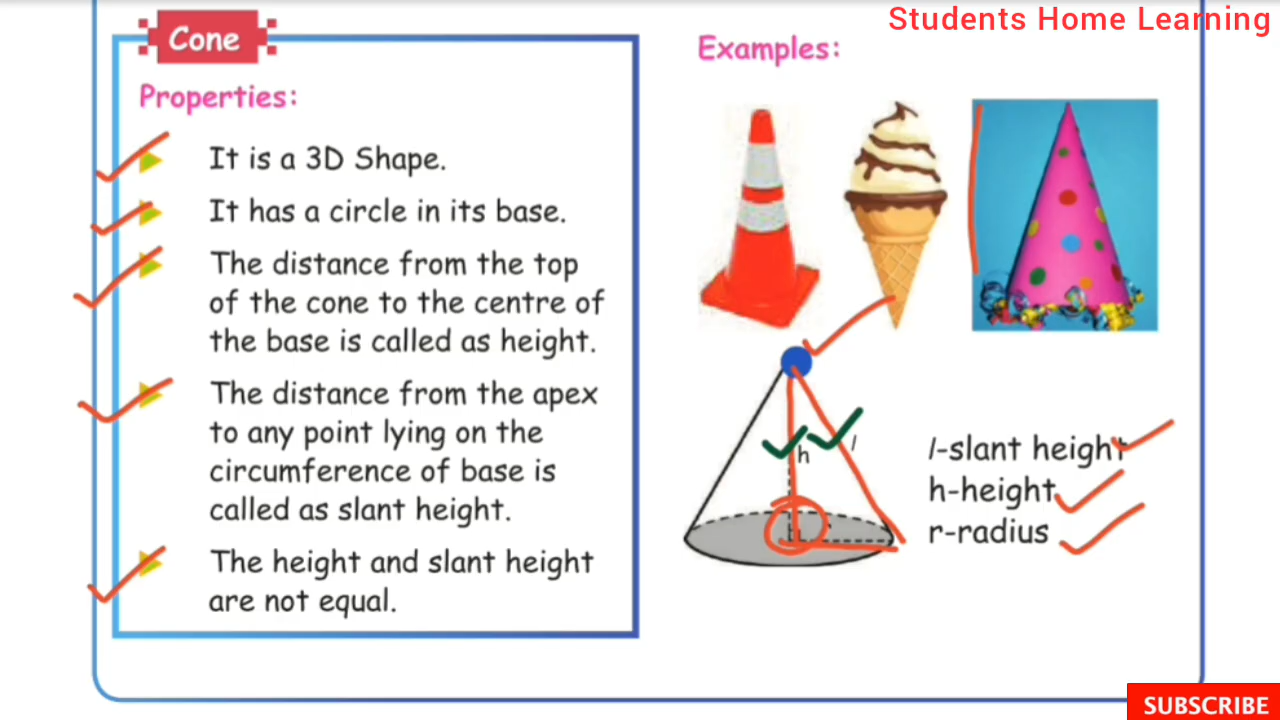 Students Home Learning
Cone
Properties:
It is a 3D Shape.
It has a circle in its base.
The distance from the top
of the cone to the centre of
the base is called as height.
The distance from the apex
to any point lying on the
circumference of base is
called as slant height.
The height and slant height
are not equal.
Examples:
h
l
l-slant height
h-height
r-radius
SUBSCRIBE